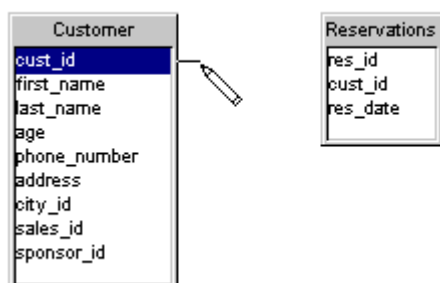 Customer
cust_id
first_name
last_name
age
phone_number
address
city_id
sales_id
sponsor_id
Reservations
res_id
cust_id
res_date